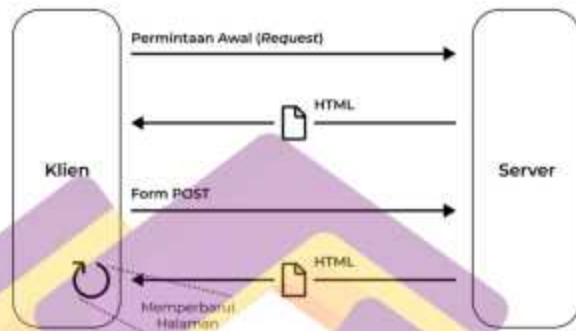 Permintaan Awal (Request)
HTML
Klien
Server
Form POST
HTML
Memperbarui
Halaman